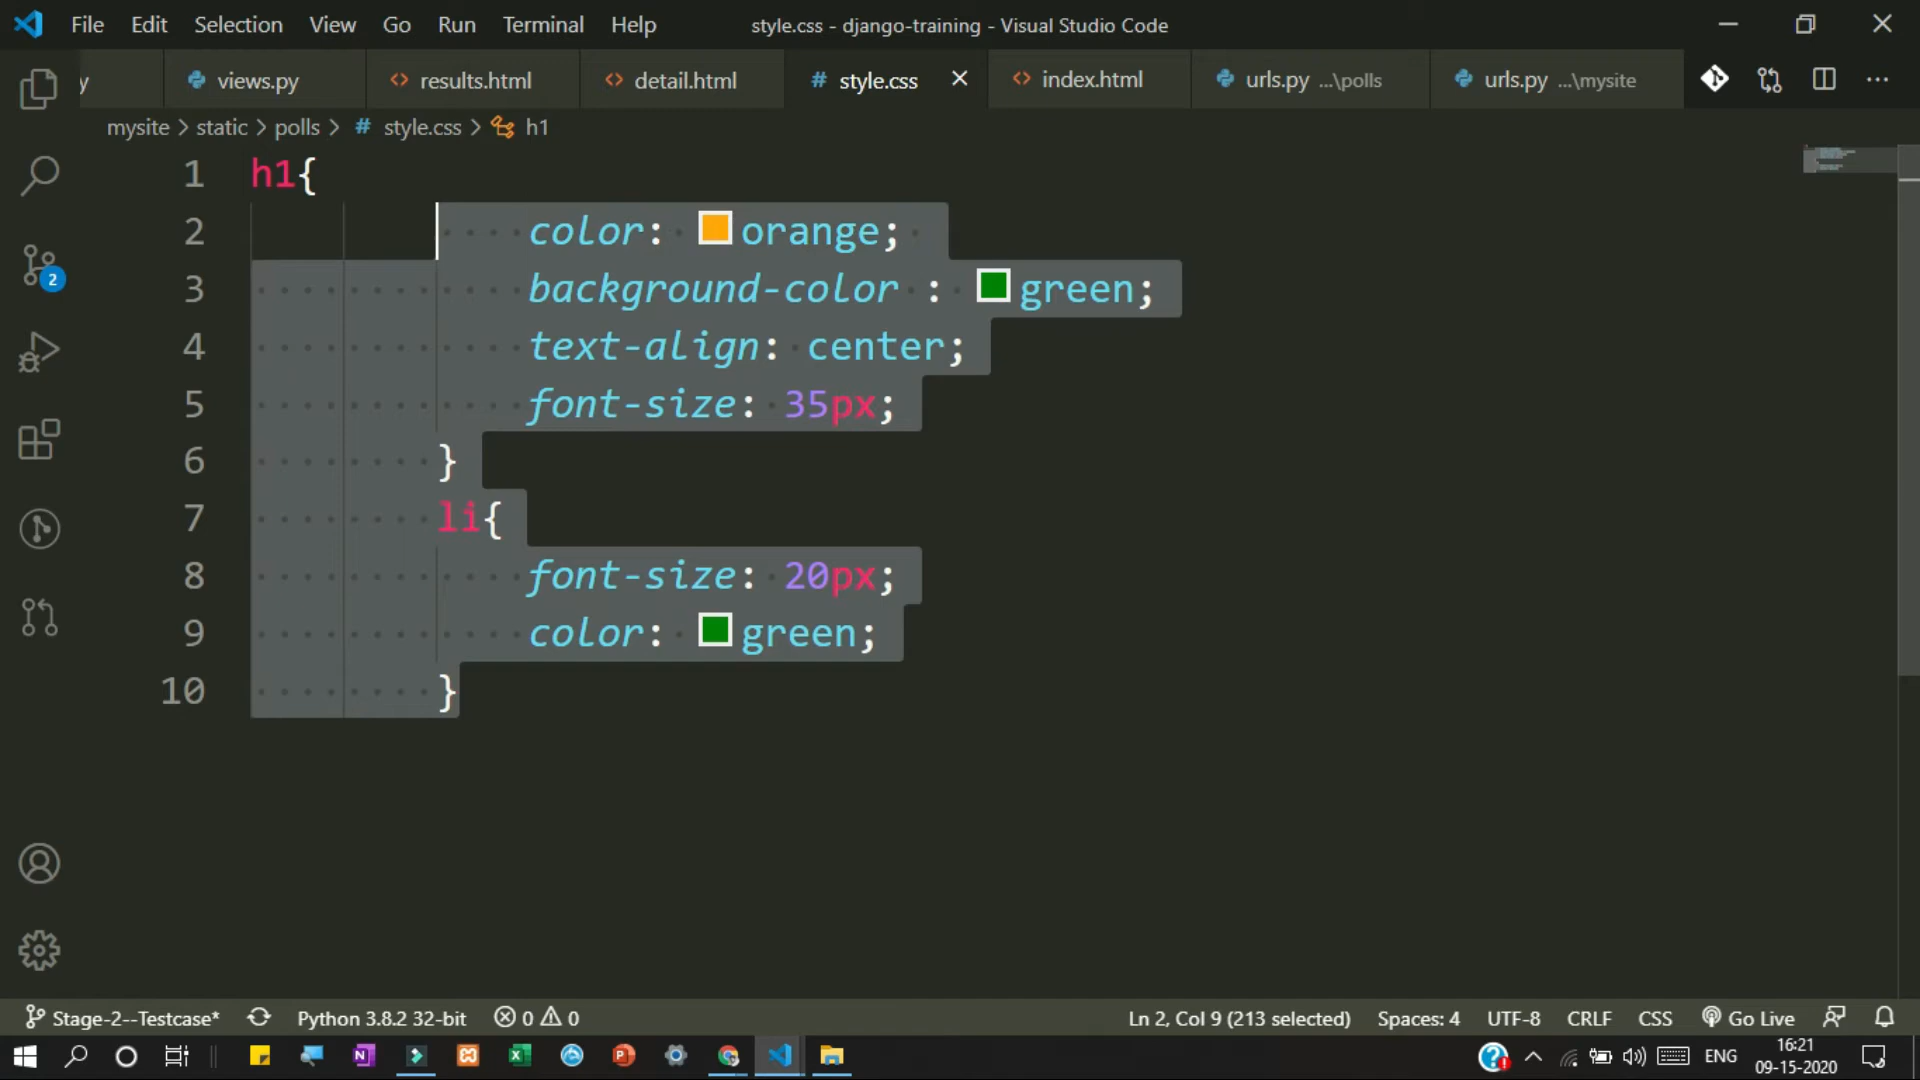 File Edit Selection View Go Run Terminal Help style.css - django-training - Visual Studio Code
y views.py results.html detail.html # style.css index.html urls.py ...\polls urls.py ...\mysite
mysite > static > polls > # style.css > h1
1 h1{
2 color: orange;
3 background-color : green;
4 text-align: center;
5 font-size: 35px;
6 }
7 li{
8 font-size: 20px;
9 color: green;
10 }
2
Stage-2--Testcase* Python 3.8.2 32-bit 0 0 Ln 2, Col 9 (213 selected) Spaces: 4 UTF-8 CRLF CSS Go Live
ENG 16:21
09-15-2020